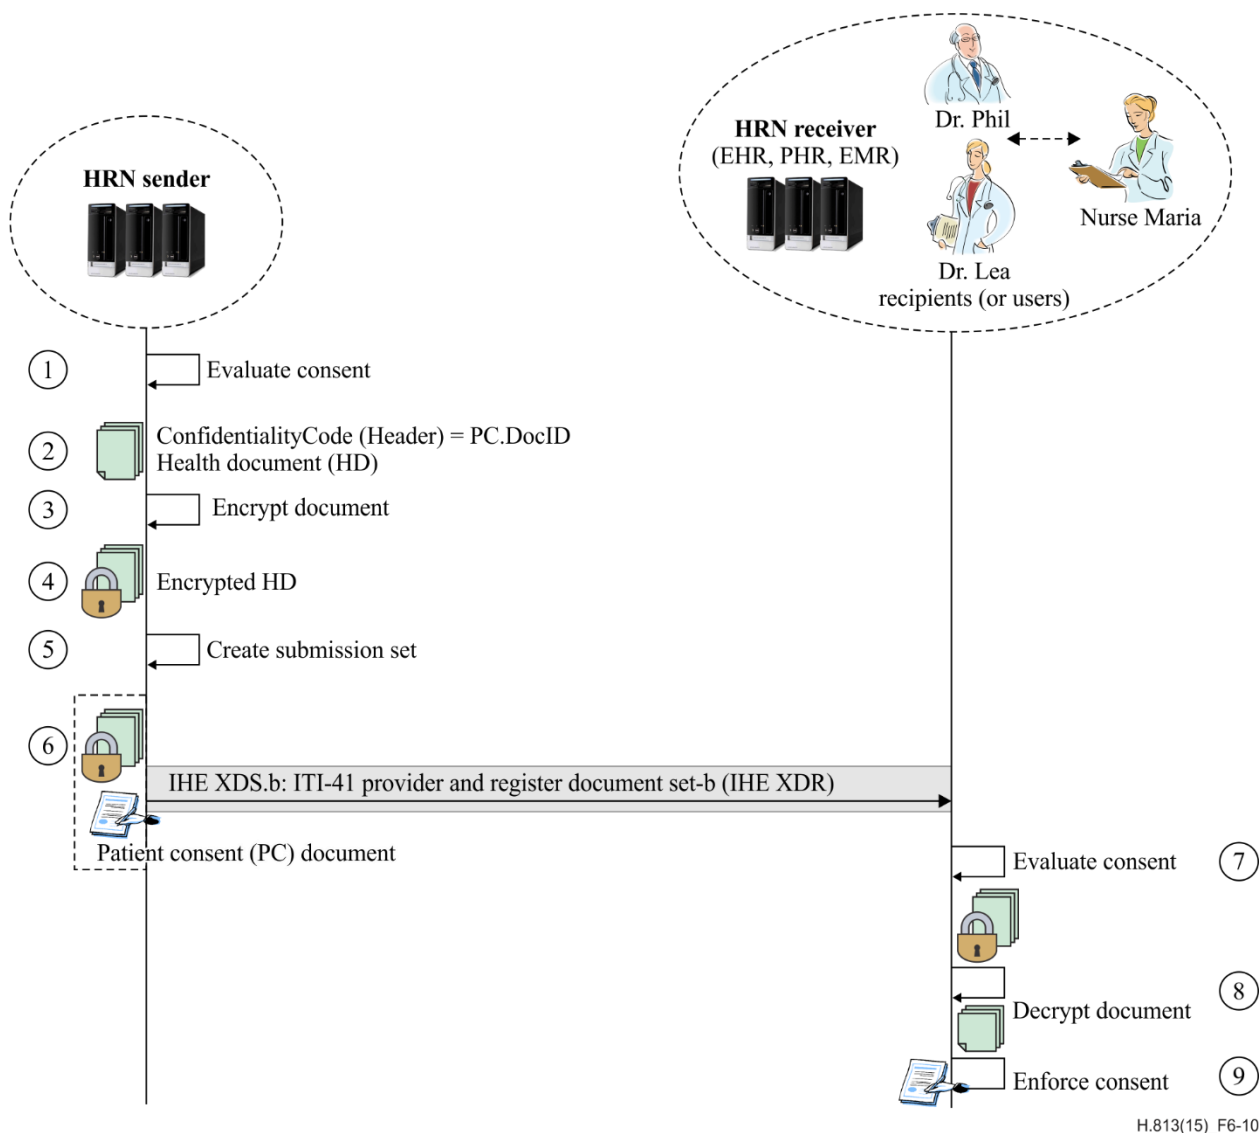 HRN sender
HRN receiver
(EHR, PHR, EMR)
Dr. Phil
Nurse Maria
Dr. Lea
recipients (or users)
1
Evaluate consent
2
ConfidentialityCode (Header) = PC.DocID
Health document (HD)
3
Encrypt document
4
Encrypted HD
5
Create submission set
6
IHE XDS.b: ITI-41 provider and register document set-b (IHE XDR)
Patient consent (PC) document
Evaluate consent
7
8
Decrypt document
Enforce consent
9
H.813(15)_F6-10